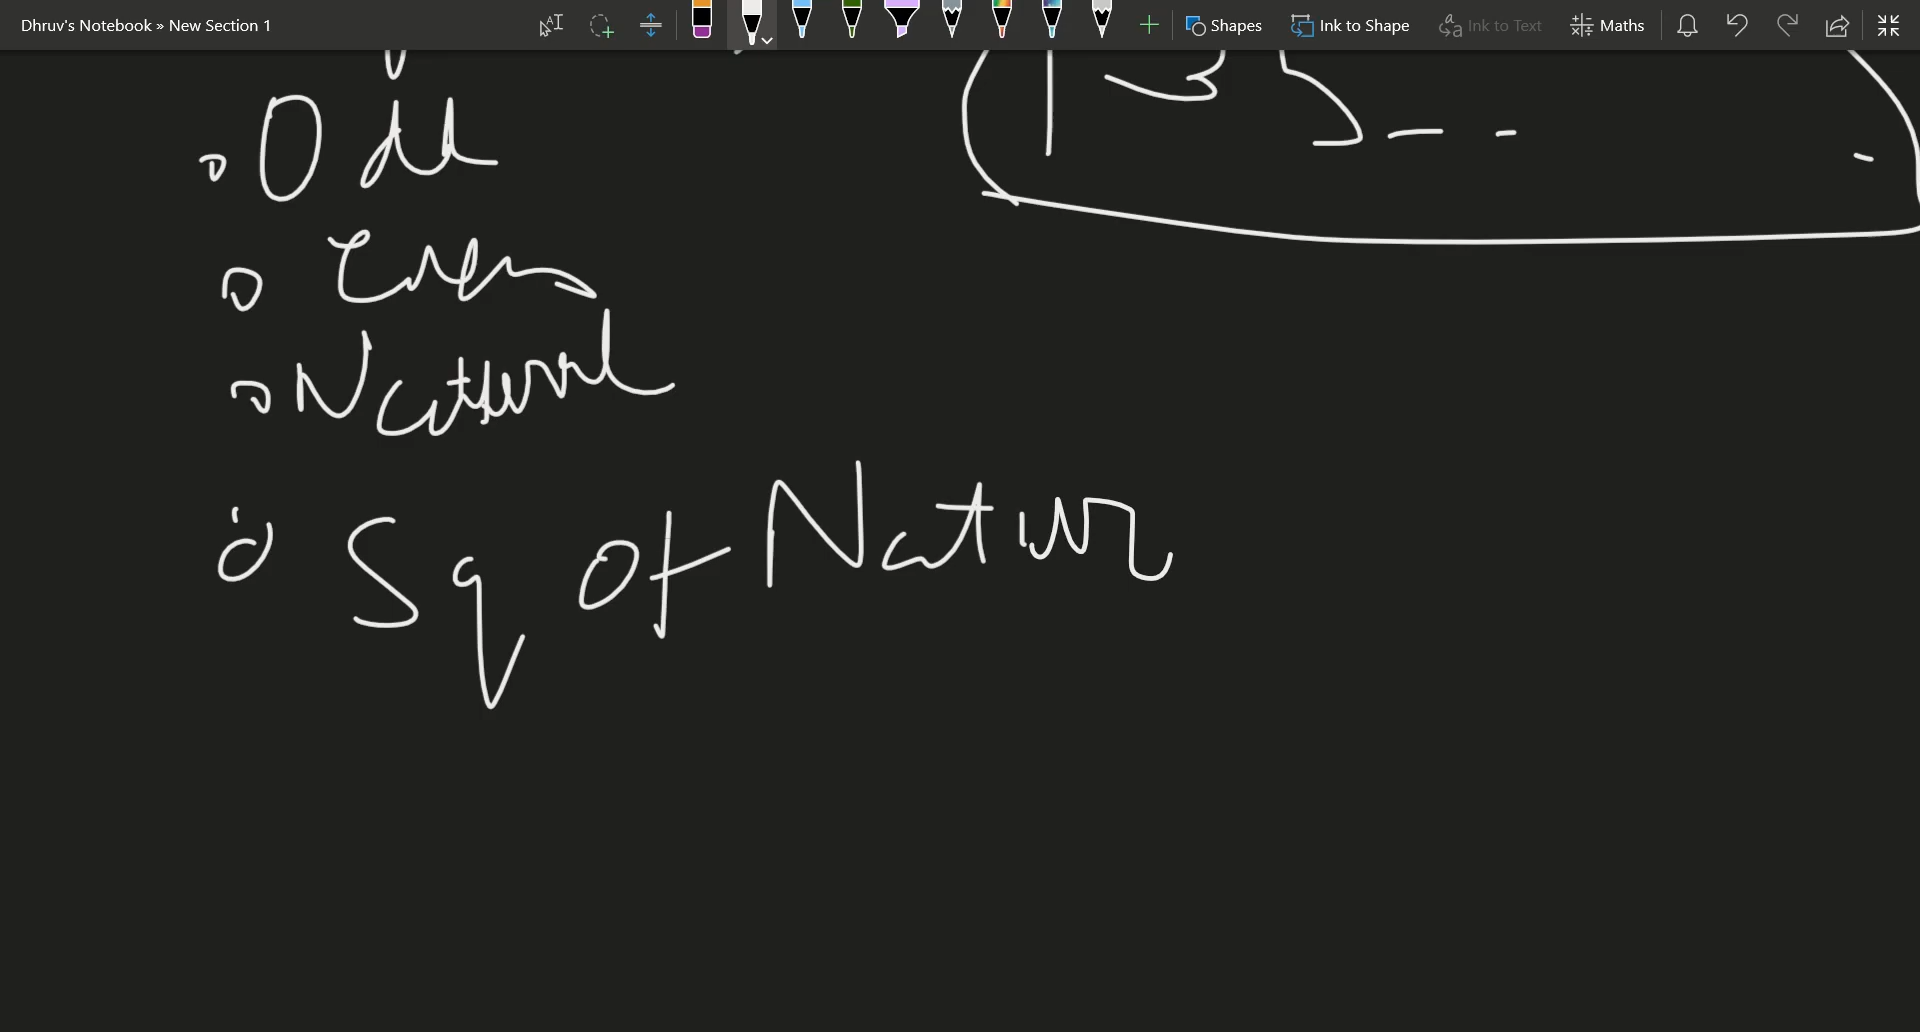 Dhruv's Notebook » New Section 1
Shapes Ink to Shape Ink to Text Maths
1 3 5 -- -- -
Odd
Even
Natural
Sq of Natur